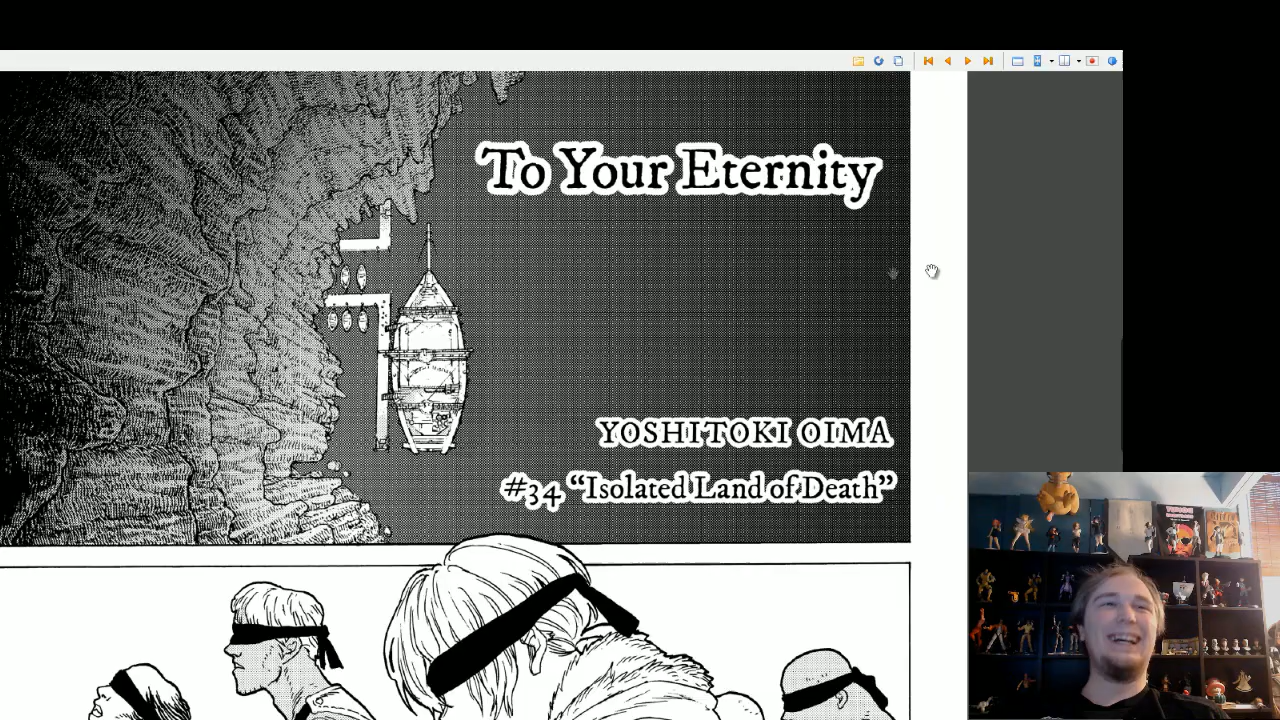 To Your Eternity
YOSHITOKI OIMA
#34 “Isolated Land of Death”